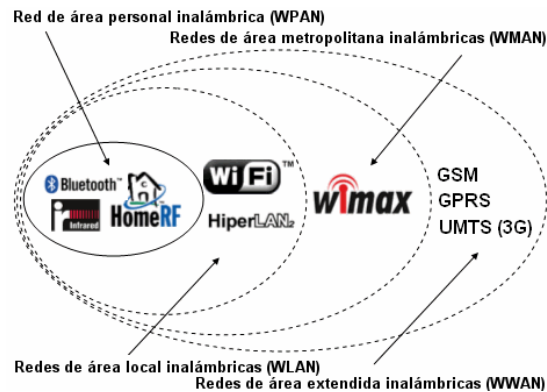 Red de área personal inalámbrica (WPAN)
Redes de área metropolitana inalámbricas (WMAN)
Bluetooth™
Infrared
HomeRF
WiFi™
HiperLAN2
wimax
GSM
GPRS
UMTS (3G)
Redes de área local inalámbricas (WLAN)
Redes de área extendida inalámbricas (WWAN)